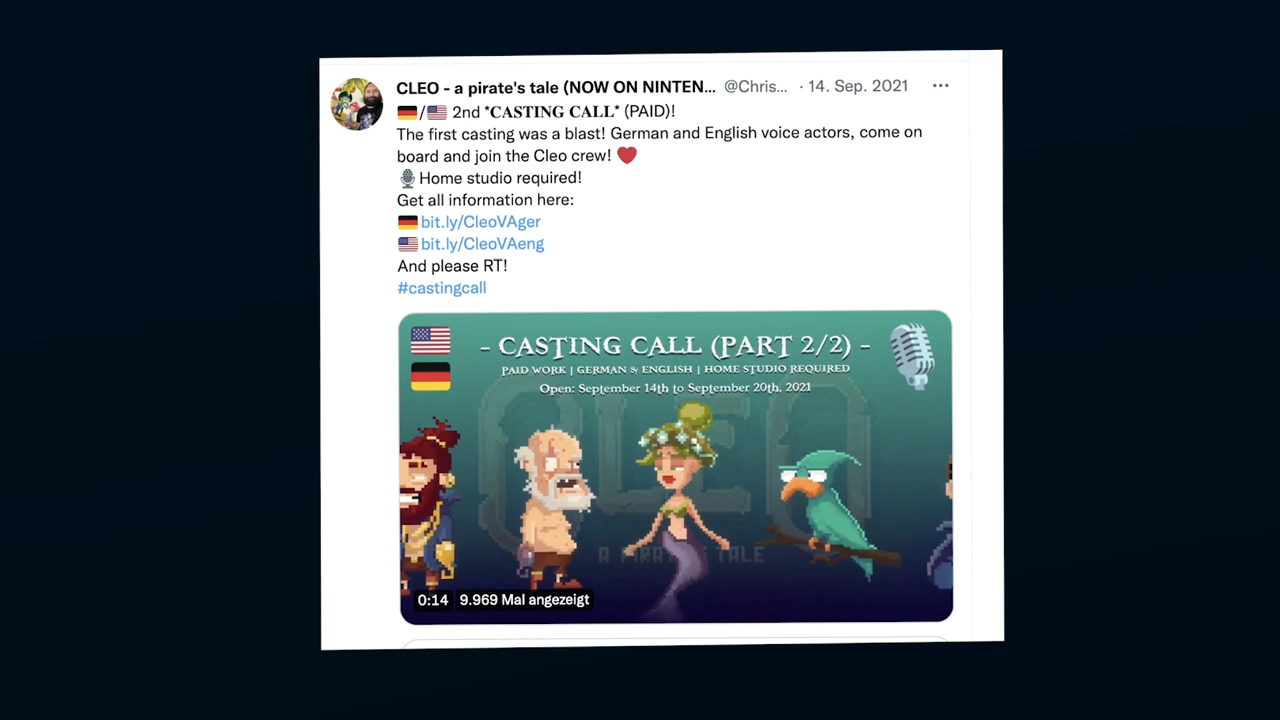 CLEO - a pirate's tale (NOW ON NINTEN... @Chris... · 14. Sep. 2021 ···
🇩🇪/🇺🇸 2nd *CASTING CALL* (PAID)!
The first casting was a blast! German and English voice actors, come on
board and join the Cleo crew! ❤️
🎙️Home studio required!
Get all information here:
🇩🇪 bit.ly/CleoVAger
🇺🇸 bit.ly/CleoVAeng
And please RT!
#castingcall
- CASTING CALL (PART 2/2) -
PAID WORK | GERMAN & ENGLISH | HOME STUDIO REQUIRED
Open: September 14th to September 20th, 2021
CLEO
A PIRATE'S TALE
0:14 9.969 Mal angezeigt